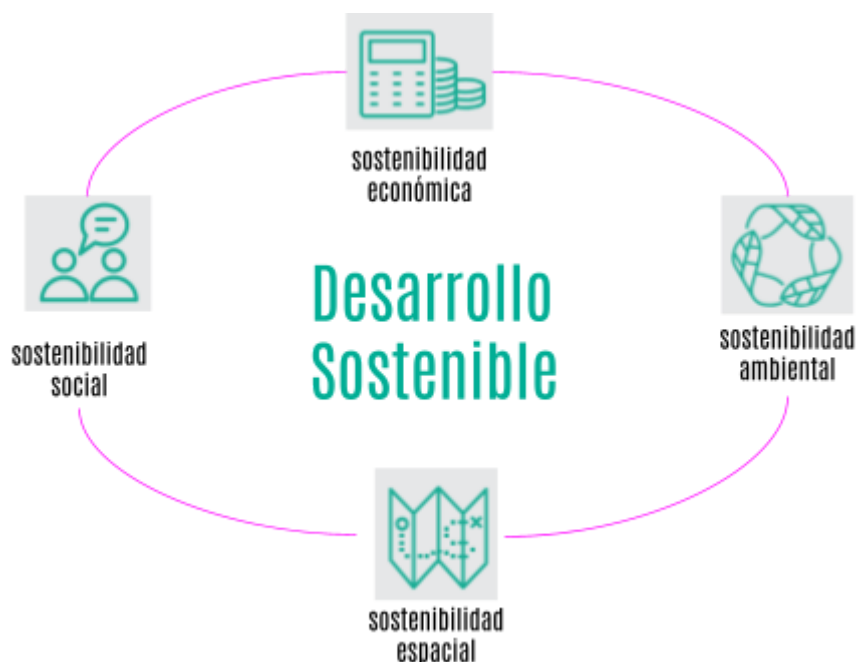 sostenibilidad
económica
sostenibilidad
social
Desarrollo
Sostenible
sostenibilidad
ambiental
sostenibilidad
espacial